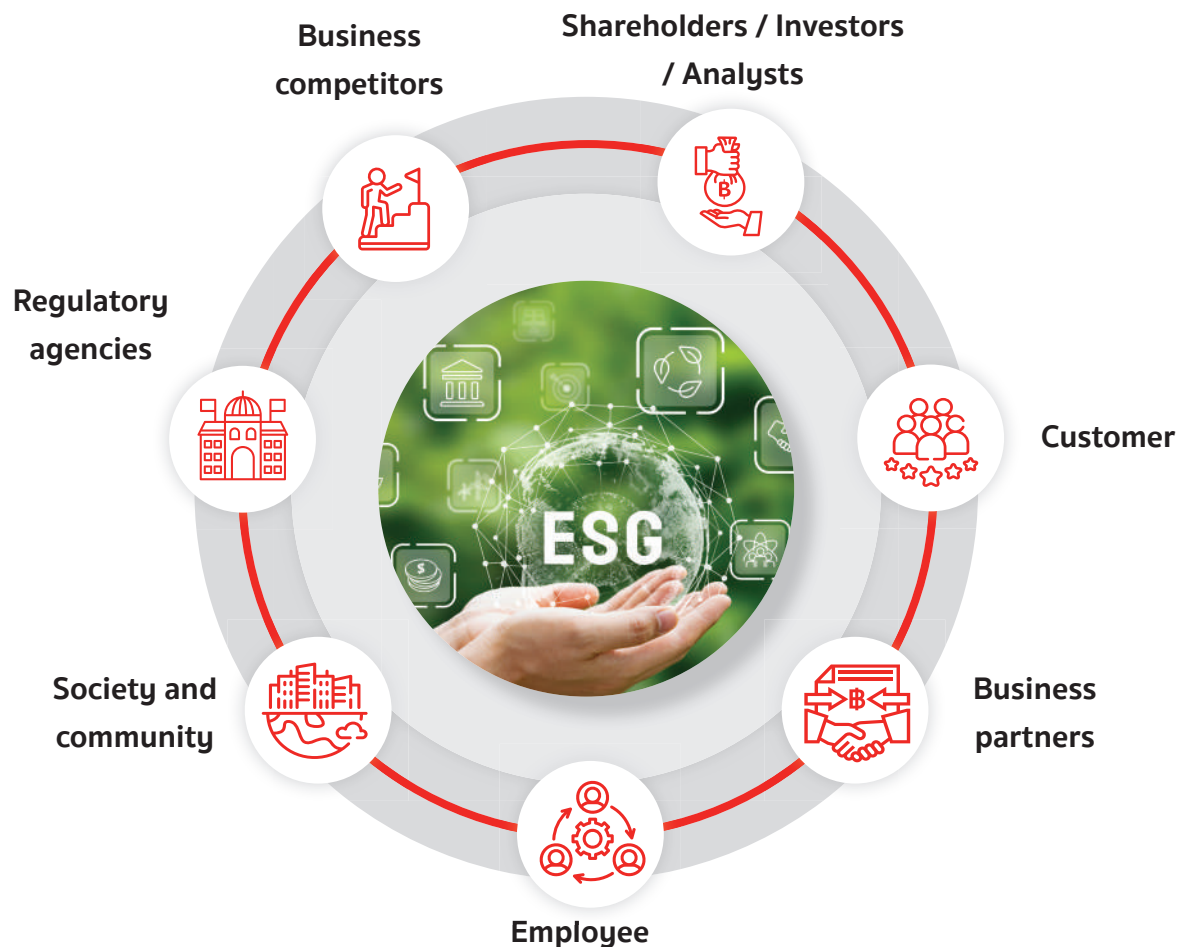 Business
competitors
Shareholders / Investors
/ Analysts
Regulatory
agencies
฿
Customer
ESG
$
Society and
community
฿
Business
partners
Employee